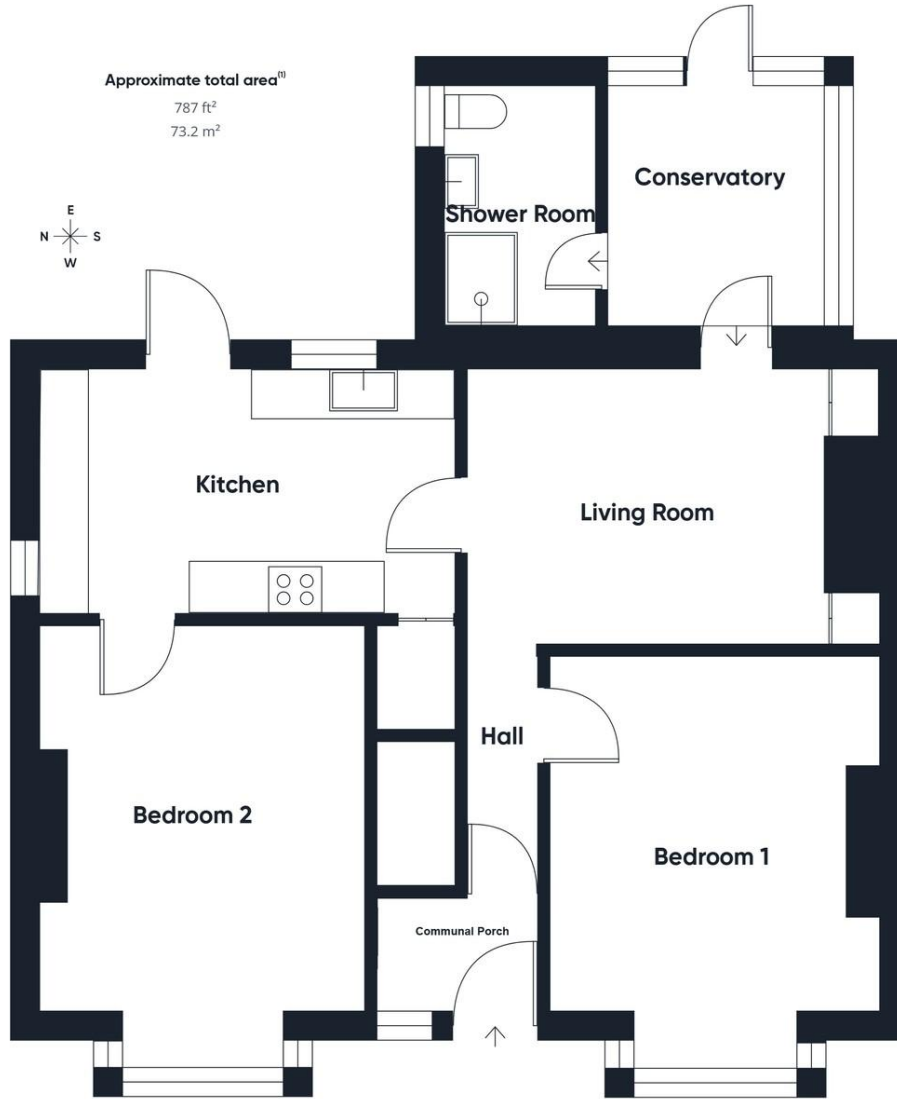 Approximate total area⁽¹⁾
787 ft²
73.2 m²
E
N S
W
Conservatory
Shower Room
Kitchen
Living Room
Hall
Bedroom 2
Bedroom 1
Communal Porch